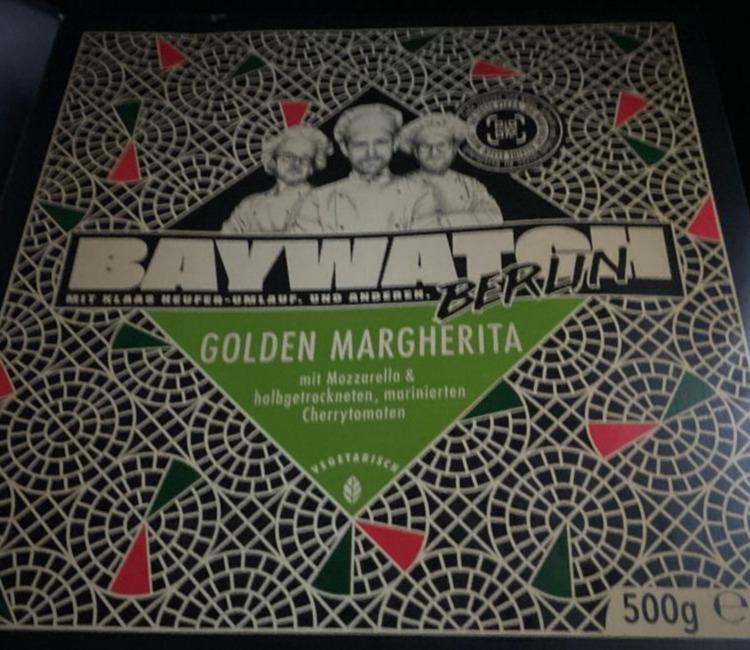 BAYWATCH
BERLIN
MIT KLAAS HEUFER-UMLAUF. UND ANDEREN.
GOLDEN MARGHERITA
mit Mozzarella &
halbgetrockneten, marinierten
Cherrytomaten
VEGETARISCH
500g e